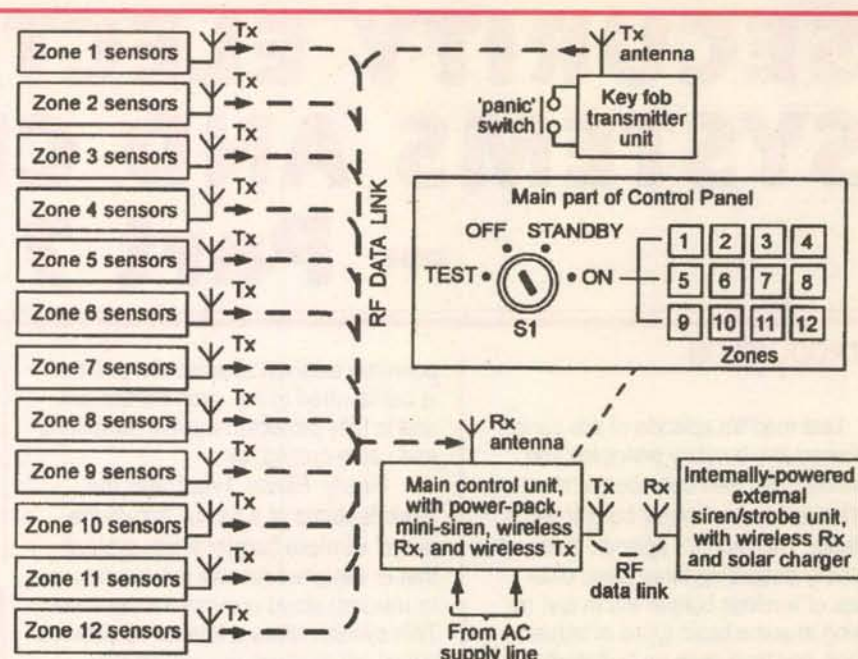 Zone 1 sensors
Tx
Zone 2 sensors
Tx
Zone 3 sensors
Tx
Zone 4 sensors
Tx
Zone 5 sensors
Tx
Zone 6 sensors
Tx
Zone 7 sensors
Tx
Zone 8 sensors
Tx
Zone 9 sensors
Tx
Zone 10 sensors
Tx
Zone 11 sensors
Tx
Zone 12 sensors
Tx
RF DATA LINK
Tx
antenna
'panic'
switch
Key fob
transmitter
unit
Main part of Control Panel
OFF STANDBY
TEST ON
S1
1 2 3 4
5 6 7 8
9 10 11 12
Zones
Rx
antenna
Main control unit,
with power-pack,
mini-siren, wireless
Rx, and wireless Tx
From AC
supply line
Tx Rx
RF
data link
Internally-powered
external
siren/strobe unit,
with wireless Rx
and solar charger